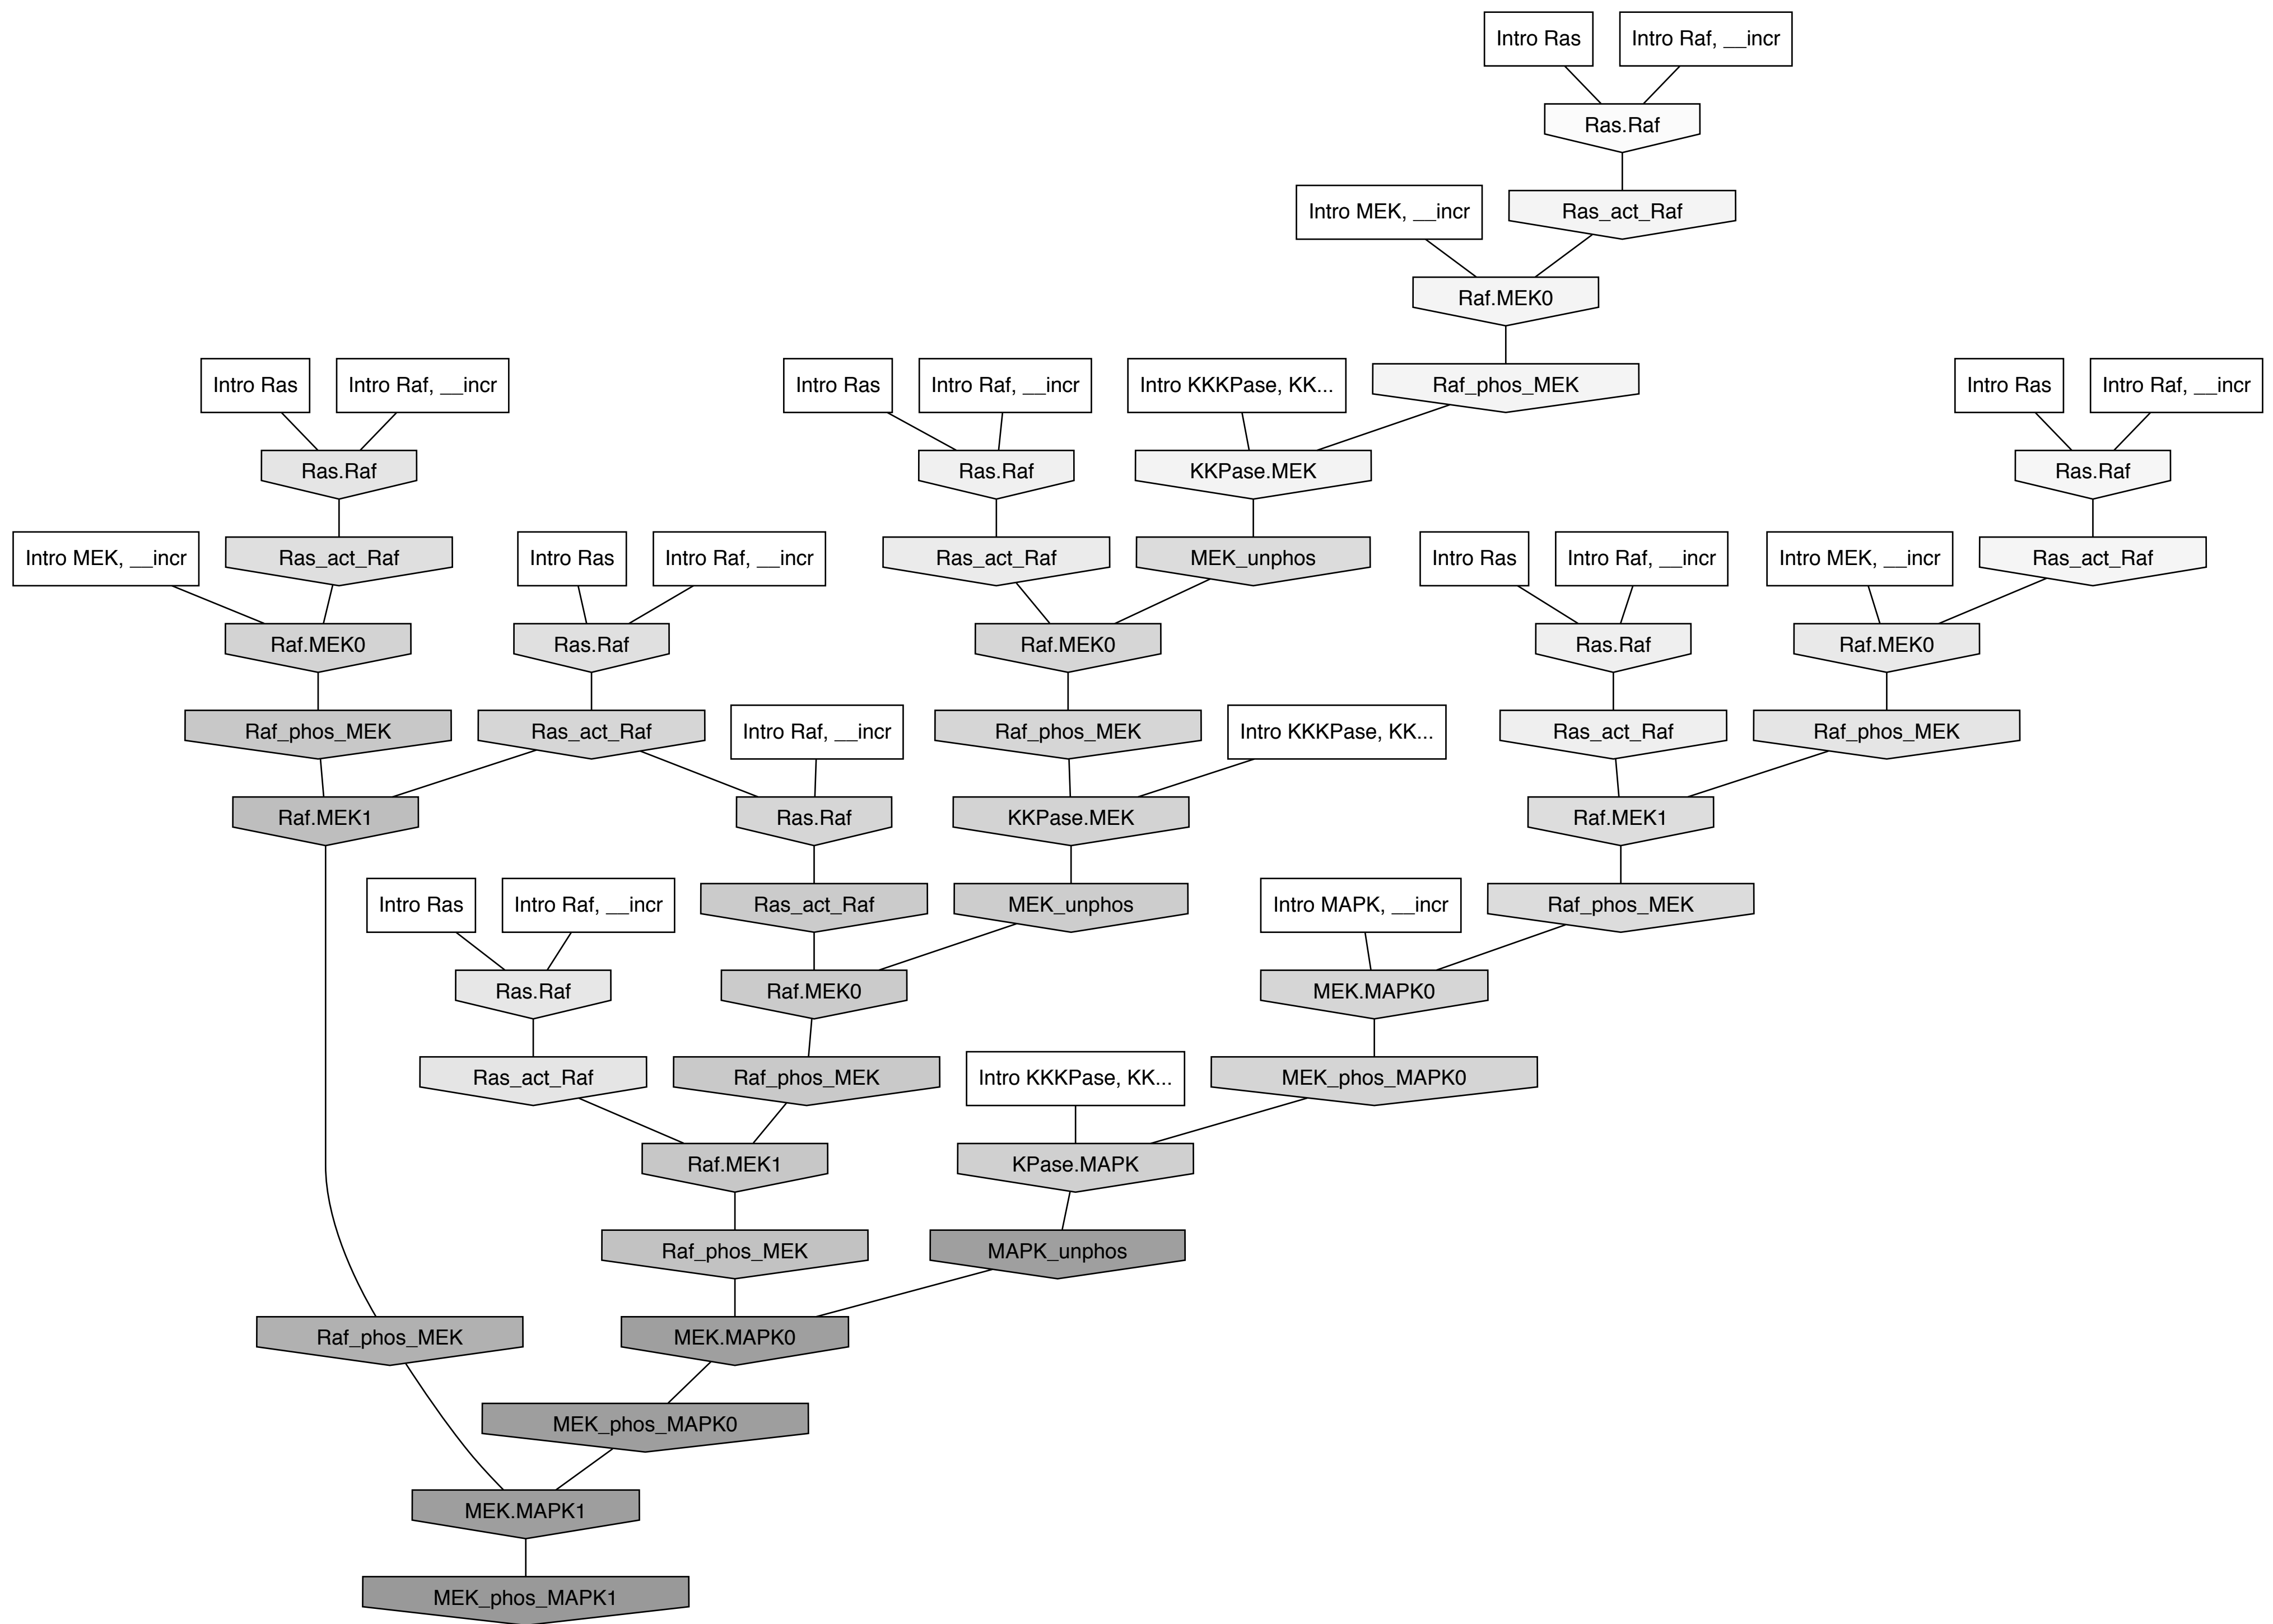 Intro Ras
Intro Raf, __incr
Ras.Raf
Intro MEK, __incr
Ras_act_Raf
Raf.MEK0
Intro Ras
Intro Raf, __incr
Intro Ras
Intro Raf, __incr
Intro KKKPase, KK...
Raf_phos_MEK
Intro Ras
Intro Raf, __incr
Ras.Raf
Ras.Raf
KKPase.MEK
Ras.Raf
Intro MEK, __incr
Ras_act_Raf
Intro Ras
Intro Raf, __incr
Ras_act_Raf
MEK_unphos
Intro Ras
Intro Raf, __incr
Intro MEK, __incr
Ras_act_Raf
Raf.MEK0
Ras.Raf
Raf.MEK0
Ras.Raf
Raf.MEK0
Raf_phos_MEK
Ras_act_Raf
Intro Raf, __incr
Raf_phos_MEK
Intro KKKPase, KK...
Ras_act_Raf
Raf_phos_MEK
Raf.MEK1
Ras.Raf
KKPase.MEK
Raf.MEK1
Intro Ras
Intro Raf, __incr
Ras_act_Raf
MEK_unphos
Intro MAPK, __incr
Raf_phos_MEK
Ras.Raf
Raf.MEK0
MEK.MAPK0
Ras_act_Raf
Raf_phos_MEK
Intro KKKPase, KK...
MEK_phos_MAPK0
Raf.MEK1
KPase.MAPK
Raf_phos_MEK
MAPK_unphos
Raf_phos_MEK
MEK.MAPK0
MEK_phos_MAPK0
MEK.MAPK1
MEK_phos_MAPK1